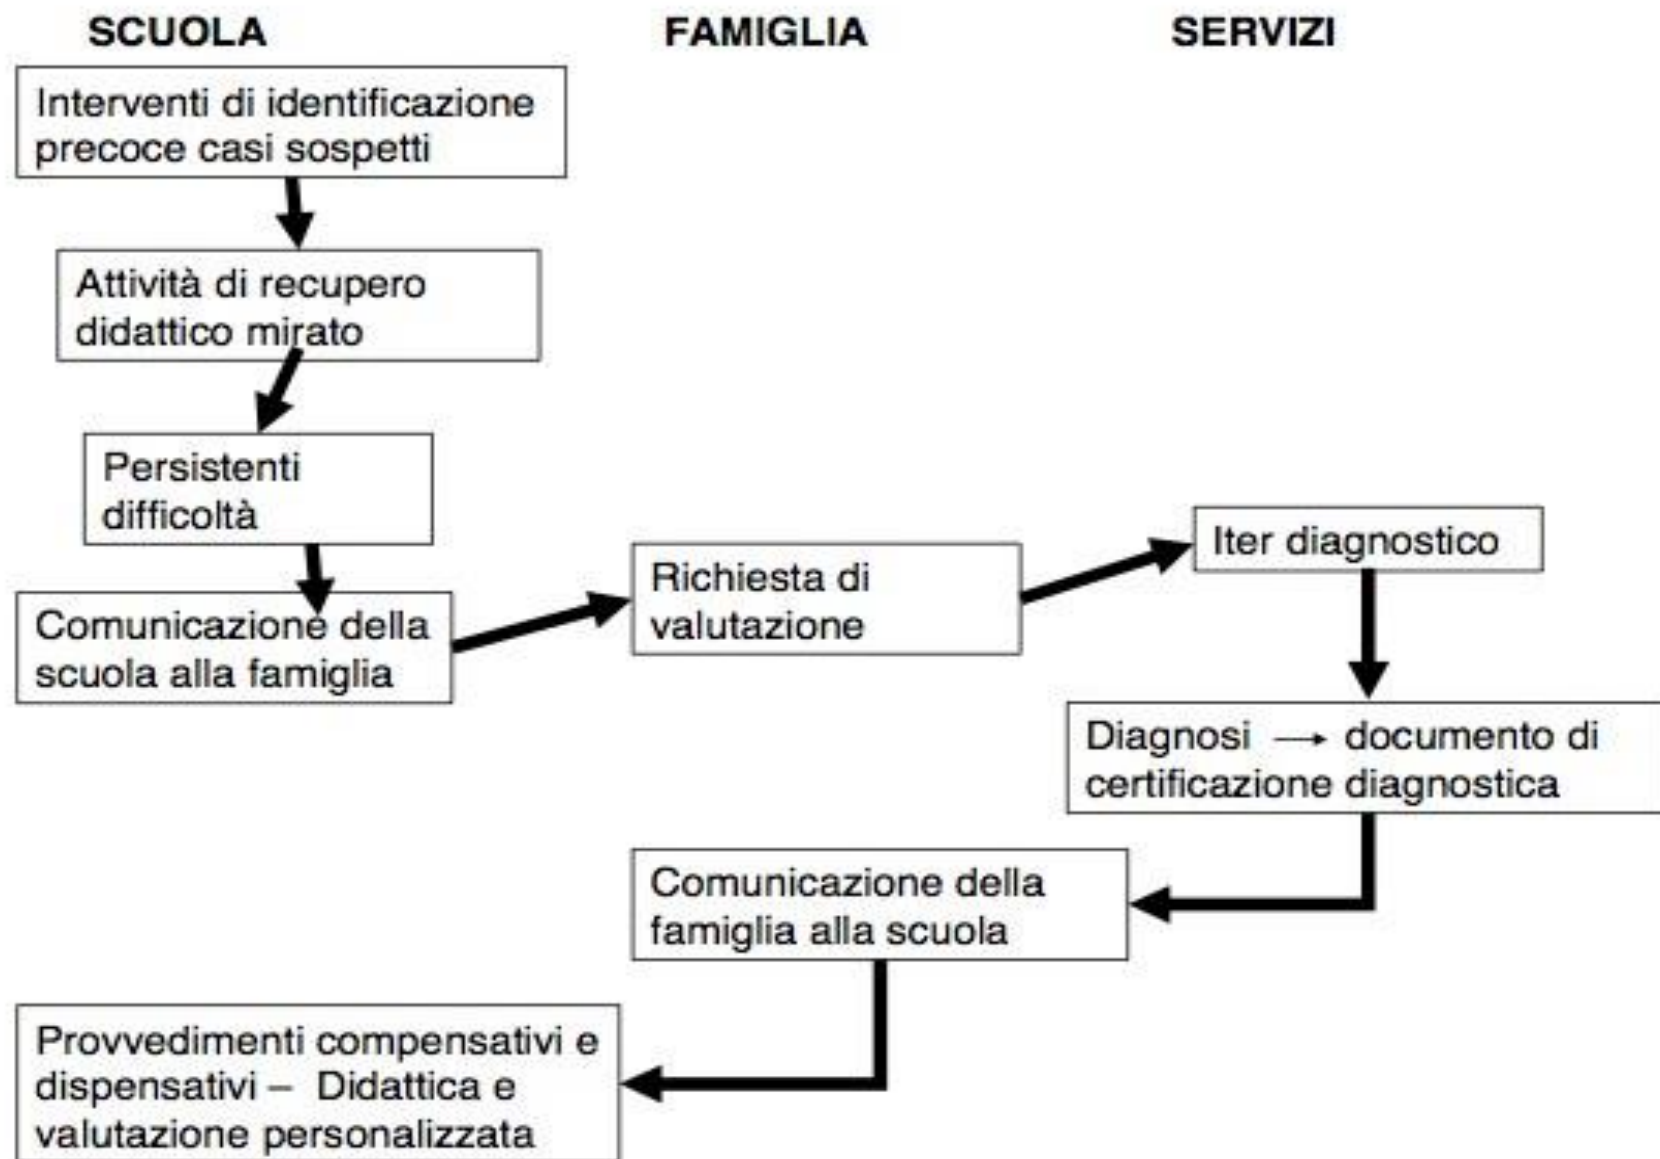 SCUOLA
FAMIGLIA
SERVIZI
Interventi di identificazione
precoce casi sospetti
Attività di recupero
didattico mirato
Persistenti
difficoltà
Comunicazione della
scuola alla famiglia
Richiesta di
valutazione
Iter diagnostico
Diagnosi → documento di
certificazione diagnostica
Comunicazione della
famiglia alla scuola
Provvedimenti compensativi e
dispensativi – Didattica e
valutazione personalizzata